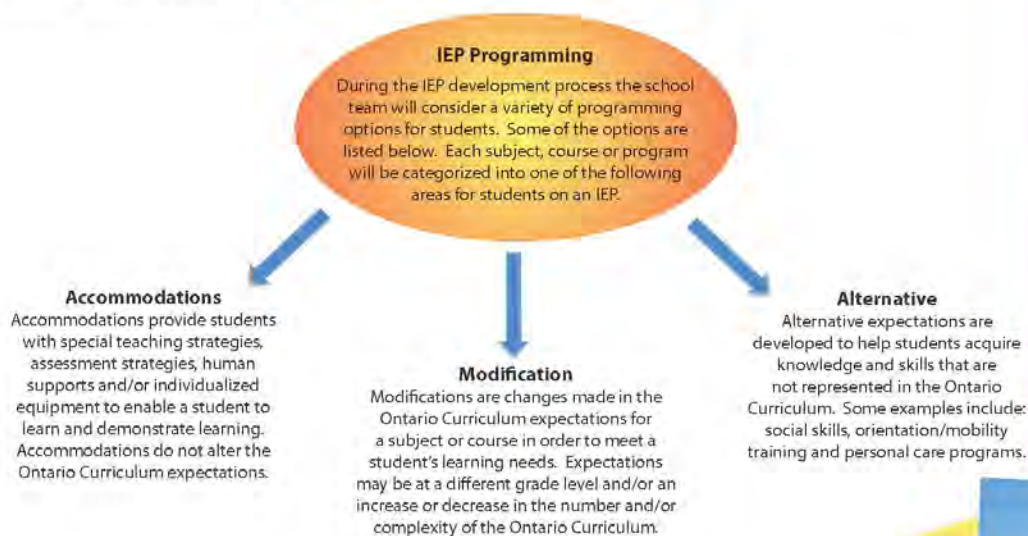 IEP Programming
During the IEP development process the school
team will consider a variety of programming
options for students. Some of the options are
listed below. Each subject, course or program
will be categorized into one of the following
areas for students on an IEP.
Accommodations
Accommodations provide students
with special teaching strategies,
assessment strategies, human
supports and/or individualized
equipment to enable a student to
learn and demonstrate learning.
Accommodations do not alter the
Ontario Curriculum expectations.
Modification
Modifications are changes made in the
Ontario Curriculum expectations for
a subject or course in order to meet a
student's learning needs. Expectations
may be at a different grade level and/or an
increase or decrease in the number and/or
complexity of the Ontario Curriculum.
Alternative
Alternative expectations are
developed to help students acquire
knowledge and skills that are
not represented in the Ontario
Curriculum. Some examples include:
social skills, orientation/mobility
training and personal care programs.